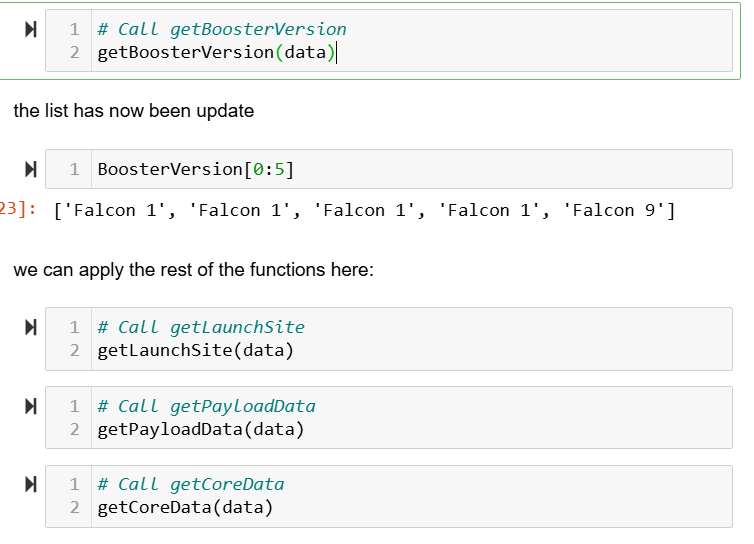 1 # Call getBoosterVersion
2 getBoosterVersion(data)
the list has now been update
1 BoosterVersion[0:5]
23]: ['Falcon 1', 'Falcon 1', 'Falcon 1', 'Falcon 1', 'Falcon 9']
we can apply the rest of the functions here:
1 # Call getLaunchSite
2 getLaunchSite(data)
1 # Call getPayloadData
2 getPayloadData(data)
1 # Call getCoreData
2 getCoreData(data)